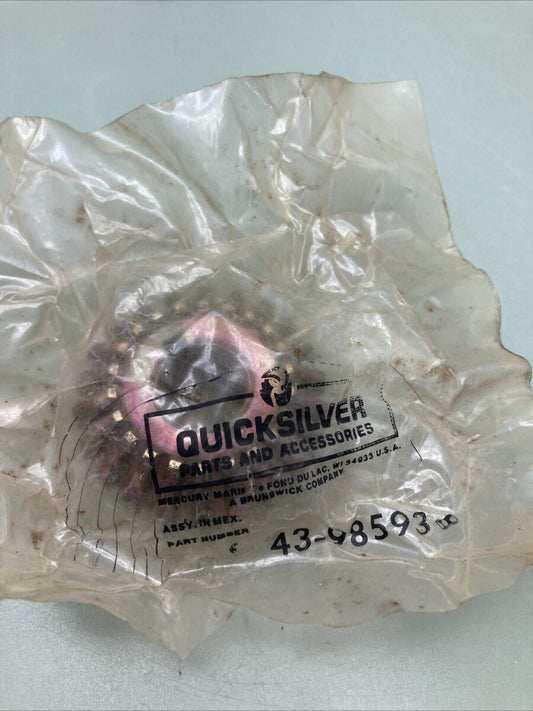 QUICKSILVER
PARTS AND ACCESSORIES
MERCURY MARINE FOND DU LAC, WI 54935 U.S.A.
A BRUNSWICK COMPANY
ASSY. IN MEX.
PART NUMBER
43-98593